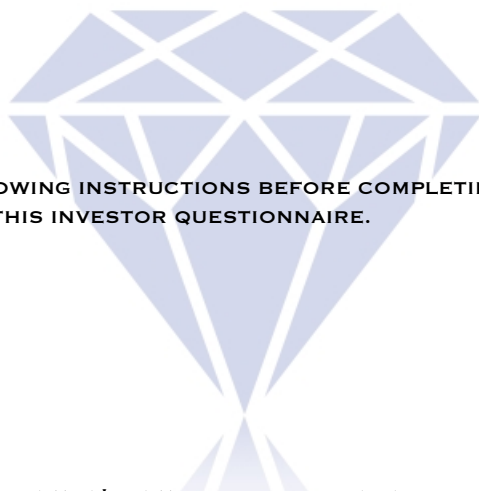 OWING INSTRUCTIONS BEFORE COMPLETI
THIS INVESTOR QUESTIONNAIRE.